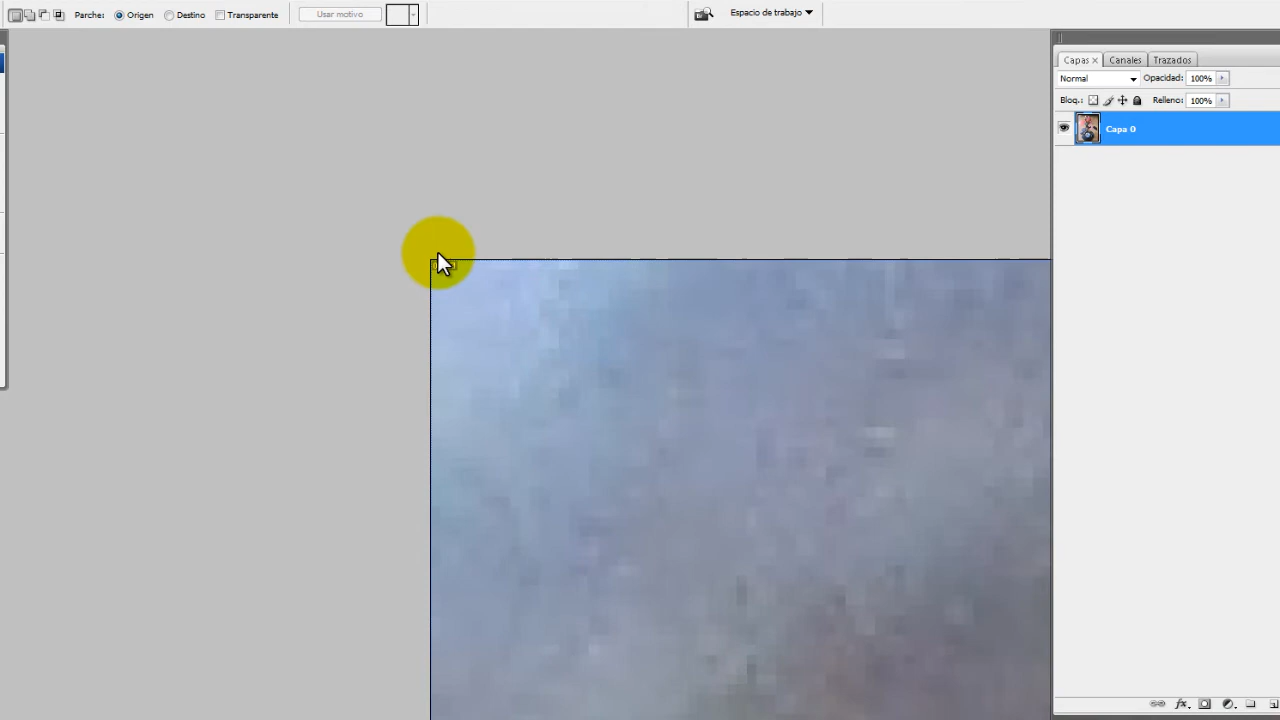 Parche: Origen Destino Transparente Usar motivo Espacio de trabajo
Capas Canales Trazados
Normal Opacidad: 100%
Bloq.: Relleno: 100%
Capa 0
fx